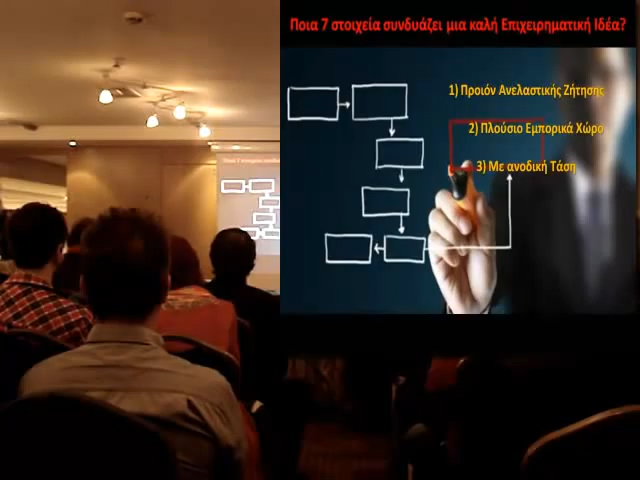 Ποια 7 στοιχεία συνδυάζει μια καλή Επιχειρηματική Ιδέα?
1) Προιόν Ανελαστικής Ζήτησης
2) Πλούσιο Εμπορικά Χώρο
3) Με ανοδική Τάση